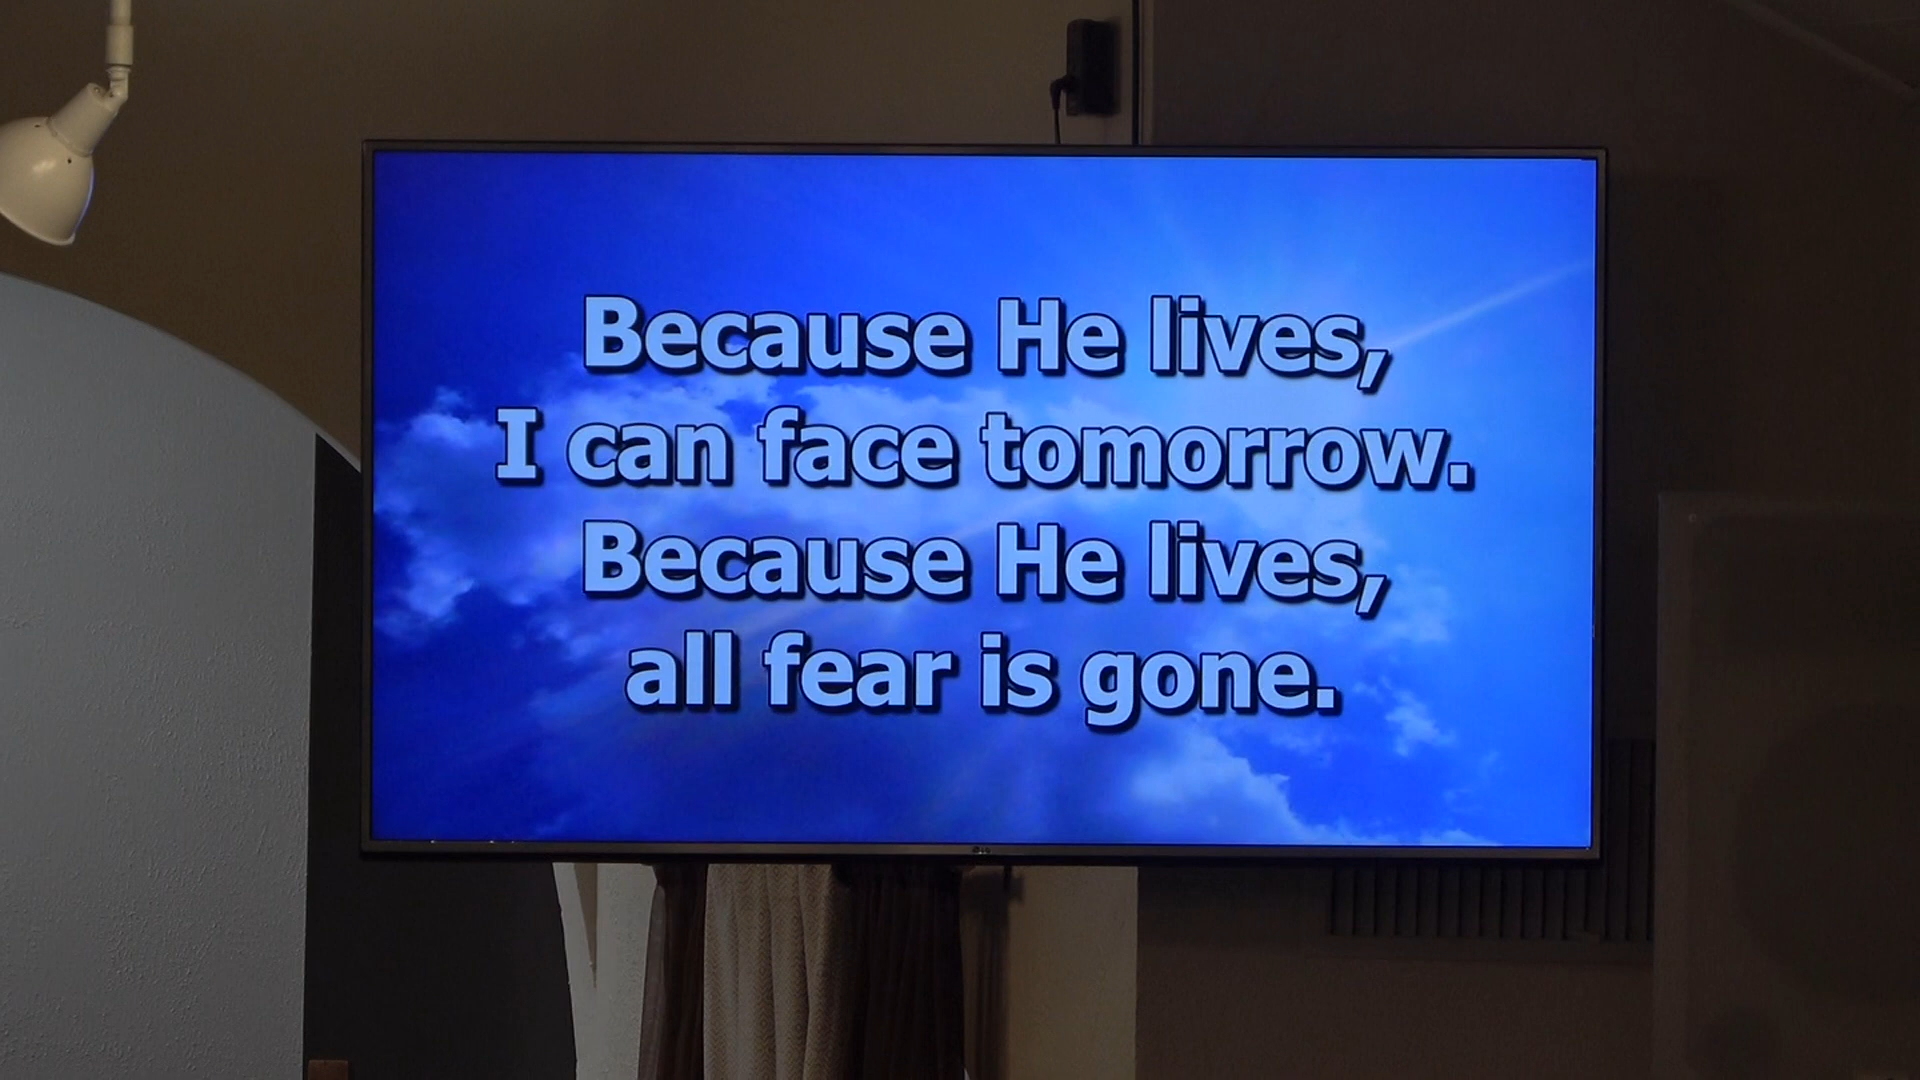 Because He lives,
I can face tomorrow.
Because He lives,
all fear is gone.